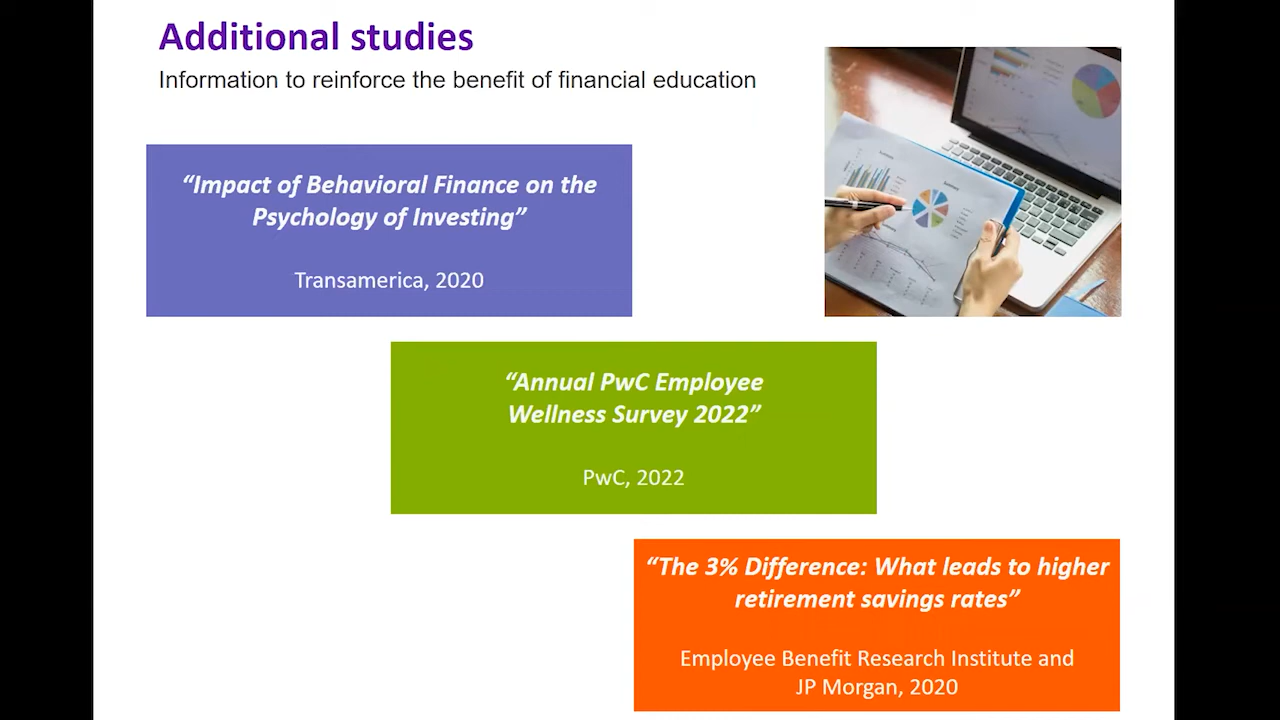 Additional studies
Information to reinforce the benefit of financial education
“Impact of Behavioral Finance on the
Psychology of Investing”
Transamerica, 2020
“Annual PwC Employee
Wellness Survey 2022”
PwC, 2022
“The 3% Difference: What leads to higher
retirement savings rates”
Employee Benefit Research Institute and
JP Morgan, 2020